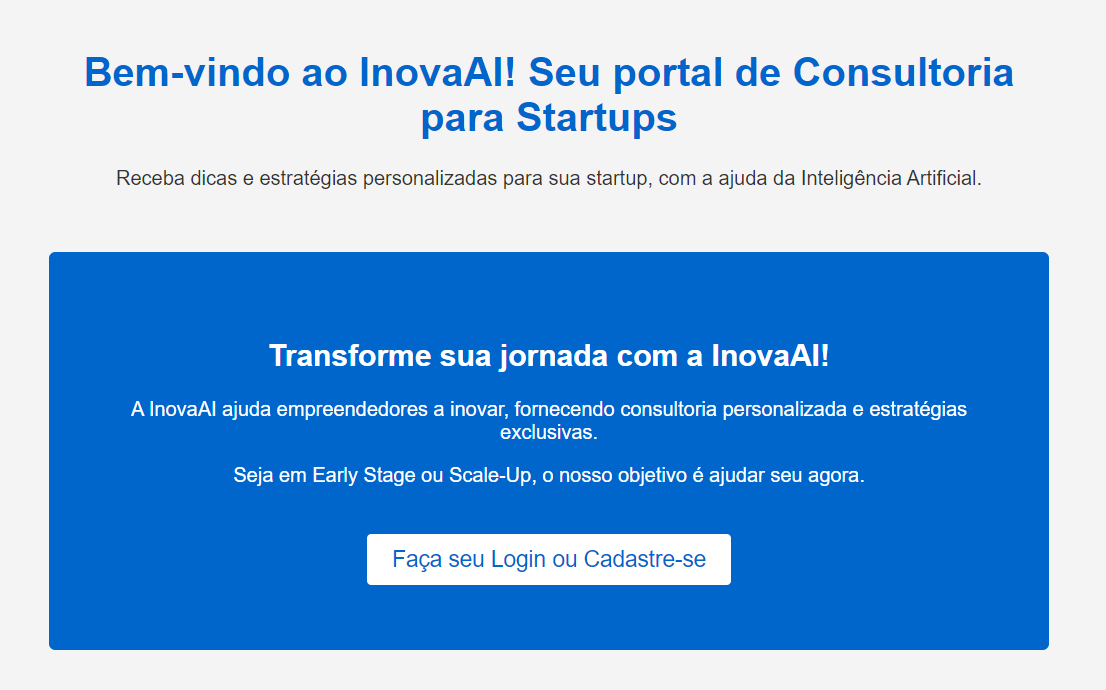 Bem-vindo ao InovaAI! Seu portal de Consultoria
para Startups
Receba dicas e estratégias personalizadas para sua startup, com a ajuda da Inteligência Artificial.
Transforme sua jornada com a InovaAI!
A InovaAI ajuda empreendedores a inovar, fornecendo consultoria personalizada e estratégias
exclusivas.
Seja em Early Stage ou Scale-Up, o nosso objetivo é ajudar seu agora.
Faça seu Login ou Cadastre-se